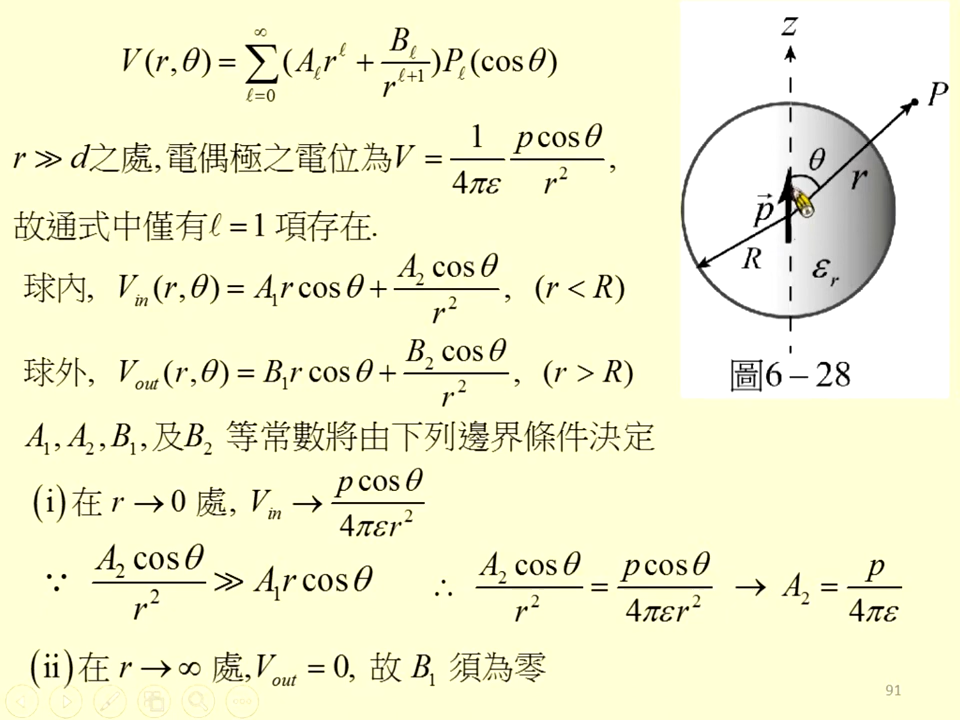 V(r,θ) = ∑_{ℓ=0}^{∞} (A_ℓ r^ℓ + B_ℓ / r^{ℓ+1}) P_ℓ(cosθ)
r ≫ d之處,電偶極之電位為V = 1/(4πε) pcosθ/r²,
故通式中僅有ℓ = 1 項存在.
球內, V_in(r,θ) = A₁r cosθ + A₂ cosθ / r², (r < R)
球外, V_out(r,θ) = B₁r cosθ + B₂ cosθ / r², (r > R)
A₁, A₂, B₁, 及B₂ 等常數將由下列邊界條件決定
(i) 在 r → 0 處, V_in → p cosθ / 4πεr²
∵ A₂ cosθ / r² ≫ A₁r cosθ ∴ A₂ cosθ / r² = p cosθ / 4πεr² → A₂ = p / 4πε
(ii) 在 r → ∞ 處, V_out = 0, 故 B₁ 須為零
z
P
θ
r
p⃗
R
ε_r
圖6－28
91